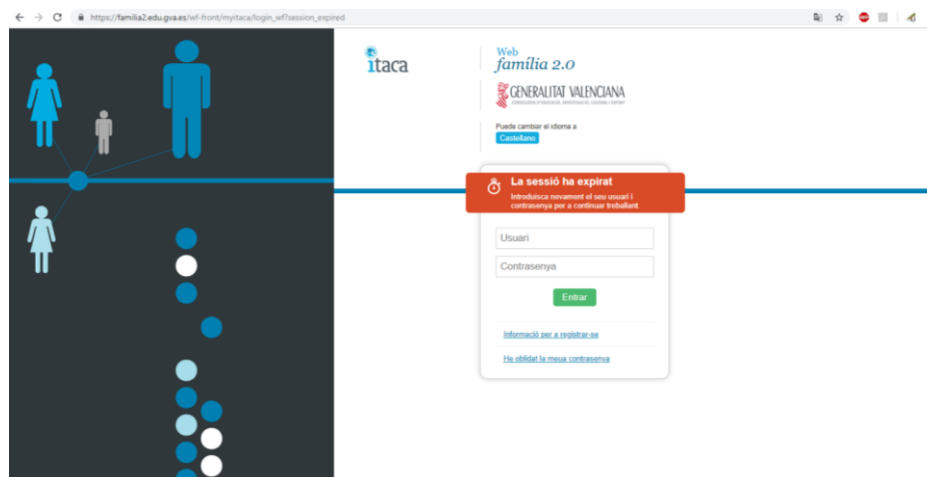 https://familia2.edu.gva.es/wf-front/myitaca/login_wf?session_expired
itaca
Web
família 2.0
GENERALITAT VALENCIANA
Puede cambiar el idioma a
Castellano
La sessió ha expirat
Introduïsca novament el seu usuari i
contrasenya per a continuar treballant.
Usuari
Contrasenya
Entrar
Informació per a registrar-se
He oblidat la meua contrasenya